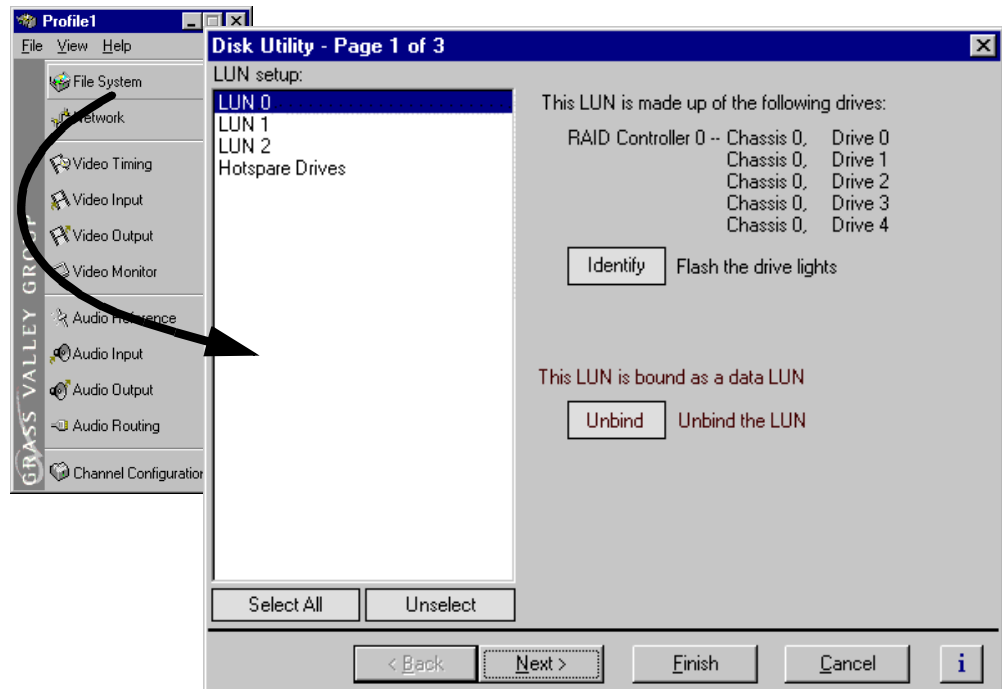 Profile1
File View Help
File System
Network
Video Timing
Video Input
Video Output
Video Monitor
Audio Reference
Audio Input
Audio Output
Audio Routing
Channel Configuration
GRASS VALLEY GROUP
Disk Utility - Page 1 of 3
LUN setup:
LUN 0
LUN 1
LUN 2
Hotspare Drives
Select All
Unselect
This LUN is made up of the following drives:
RAID Controller 0 -- Chassis 0, Drive 0
Chassis 0, Drive 1
Chassis 0, Drive 2
Chassis 0, Drive 3
Chassis 0, Drive 4
Identify Flash the drive lights
This LUN is bound as a data LUN
Unbind Unbind the LUN
< Back Next > Finish Cancel i